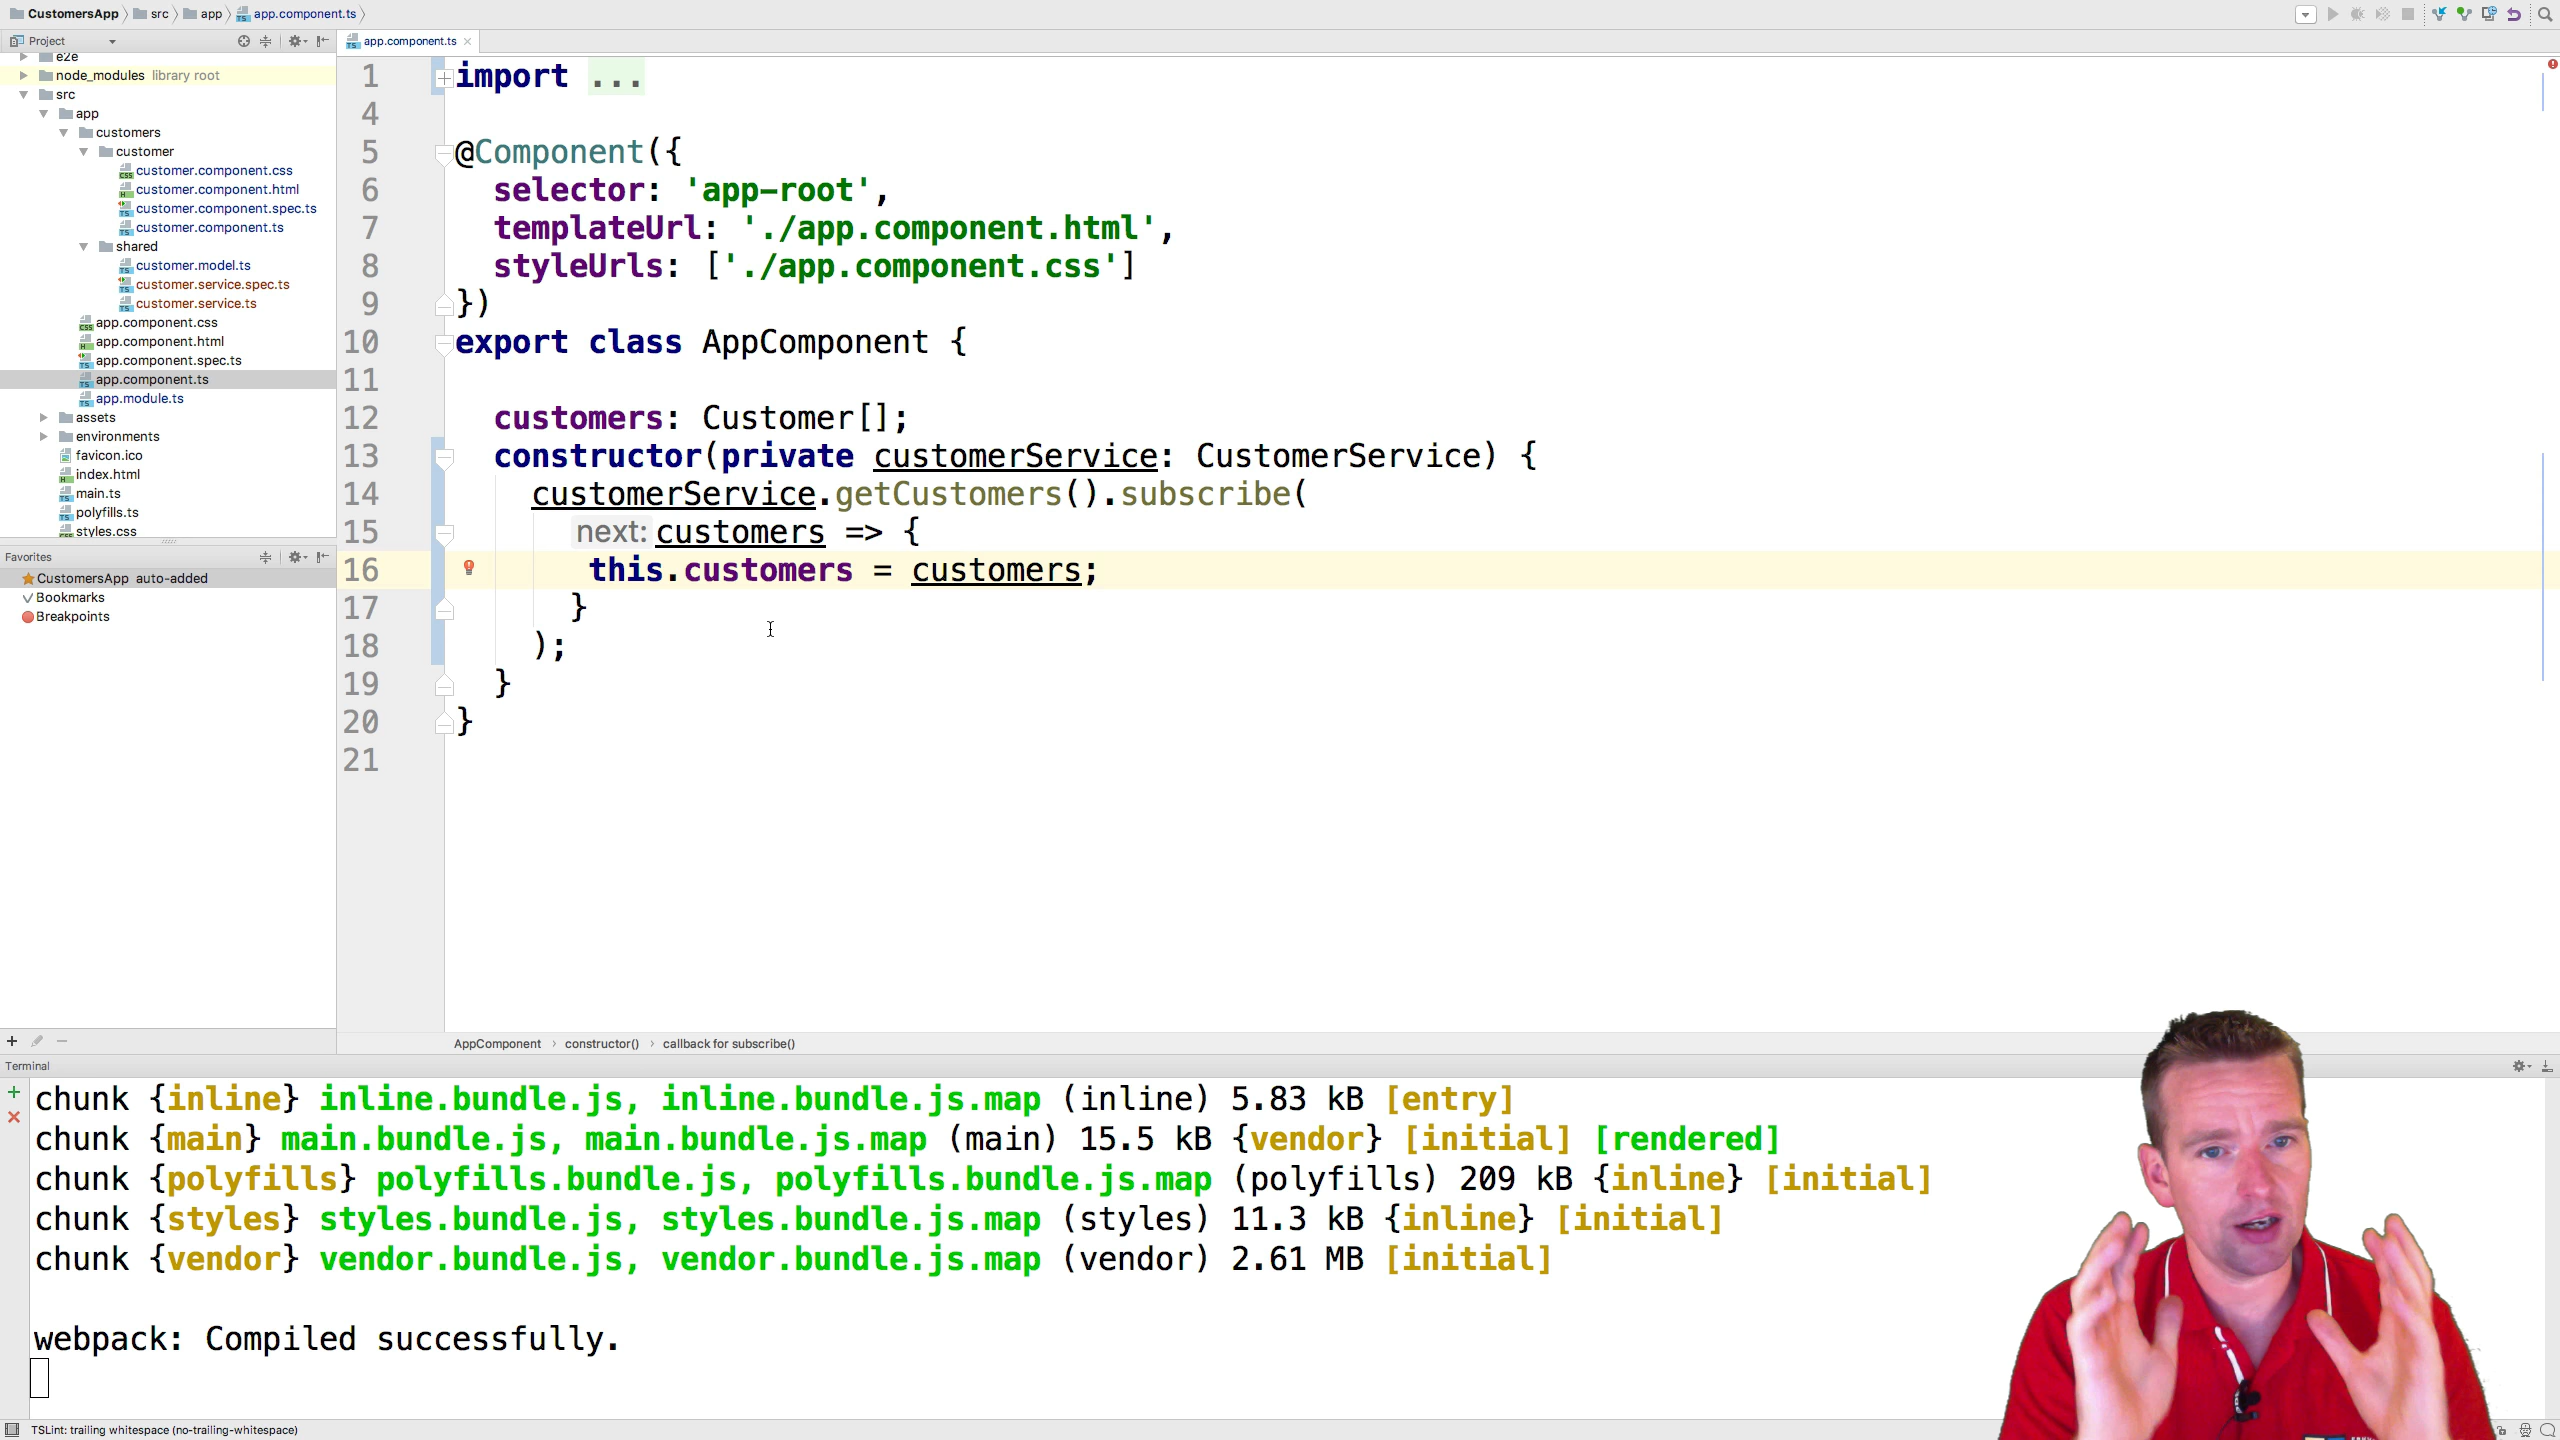 CustomersApp src app app.component.ts
Project
app.component.ts
e2e
node_modules library root
src
app
customers
customer
customer.component.css
customer.component.html
customer.component.spec.ts
customer.component.ts
shared
customer.model.ts
customer.service.spec.ts
customer.service.ts
app.component.css
app.component.html
app.component.spec.ts
app.component.ts
app.module.ts
assets
environments
favicon.ico
index.html
main.ts
polyfills.ts
styles.css
Favorites
CustomersApp auto-added
Bookmarks
Breakpoints
1 import ...
4
5 @Component({
6 selector: 'app-root',
7 templateUrl: './app.component.html',
8 styleUrls: ['./app.component.css']
9 })
10 export class AppComponent {
11
12 customers: Customer[];
13 constructor(private customerService: CustomerService) {
14 customerService.getCustomers().subscribe(
15 next: customers => {
16 this.customers = customers;
17 }
18 );
19 }
20 }
21
AppComponent › constructor() › callback for subscribe()
Terminal
chunk {inline} inline.bundle.js, inline.bundle.js.map (inline) 5.83 kB [entry]
chunk {main} main.bundle.js, main.bundle.js.map (main) 15.5 kB {vendor} [initial] [rendered]
chunk {polyfills} polyfills.bundle.js, polyfills.bundle.js.map (polyfills) 209 kB {inline} [initial]
chunk {styles} styles.bundle.js, styles.bundle.js.map (styles) 11.3 kB {inline} [initial]
chunk {vendor} vendor.bundle.js, vendor.bundle.js.map (vendor) 2.61 MB [initial]
webpack: Compiled successfully.
TSLint: trailing whitespace (no-trailing-whitespace)